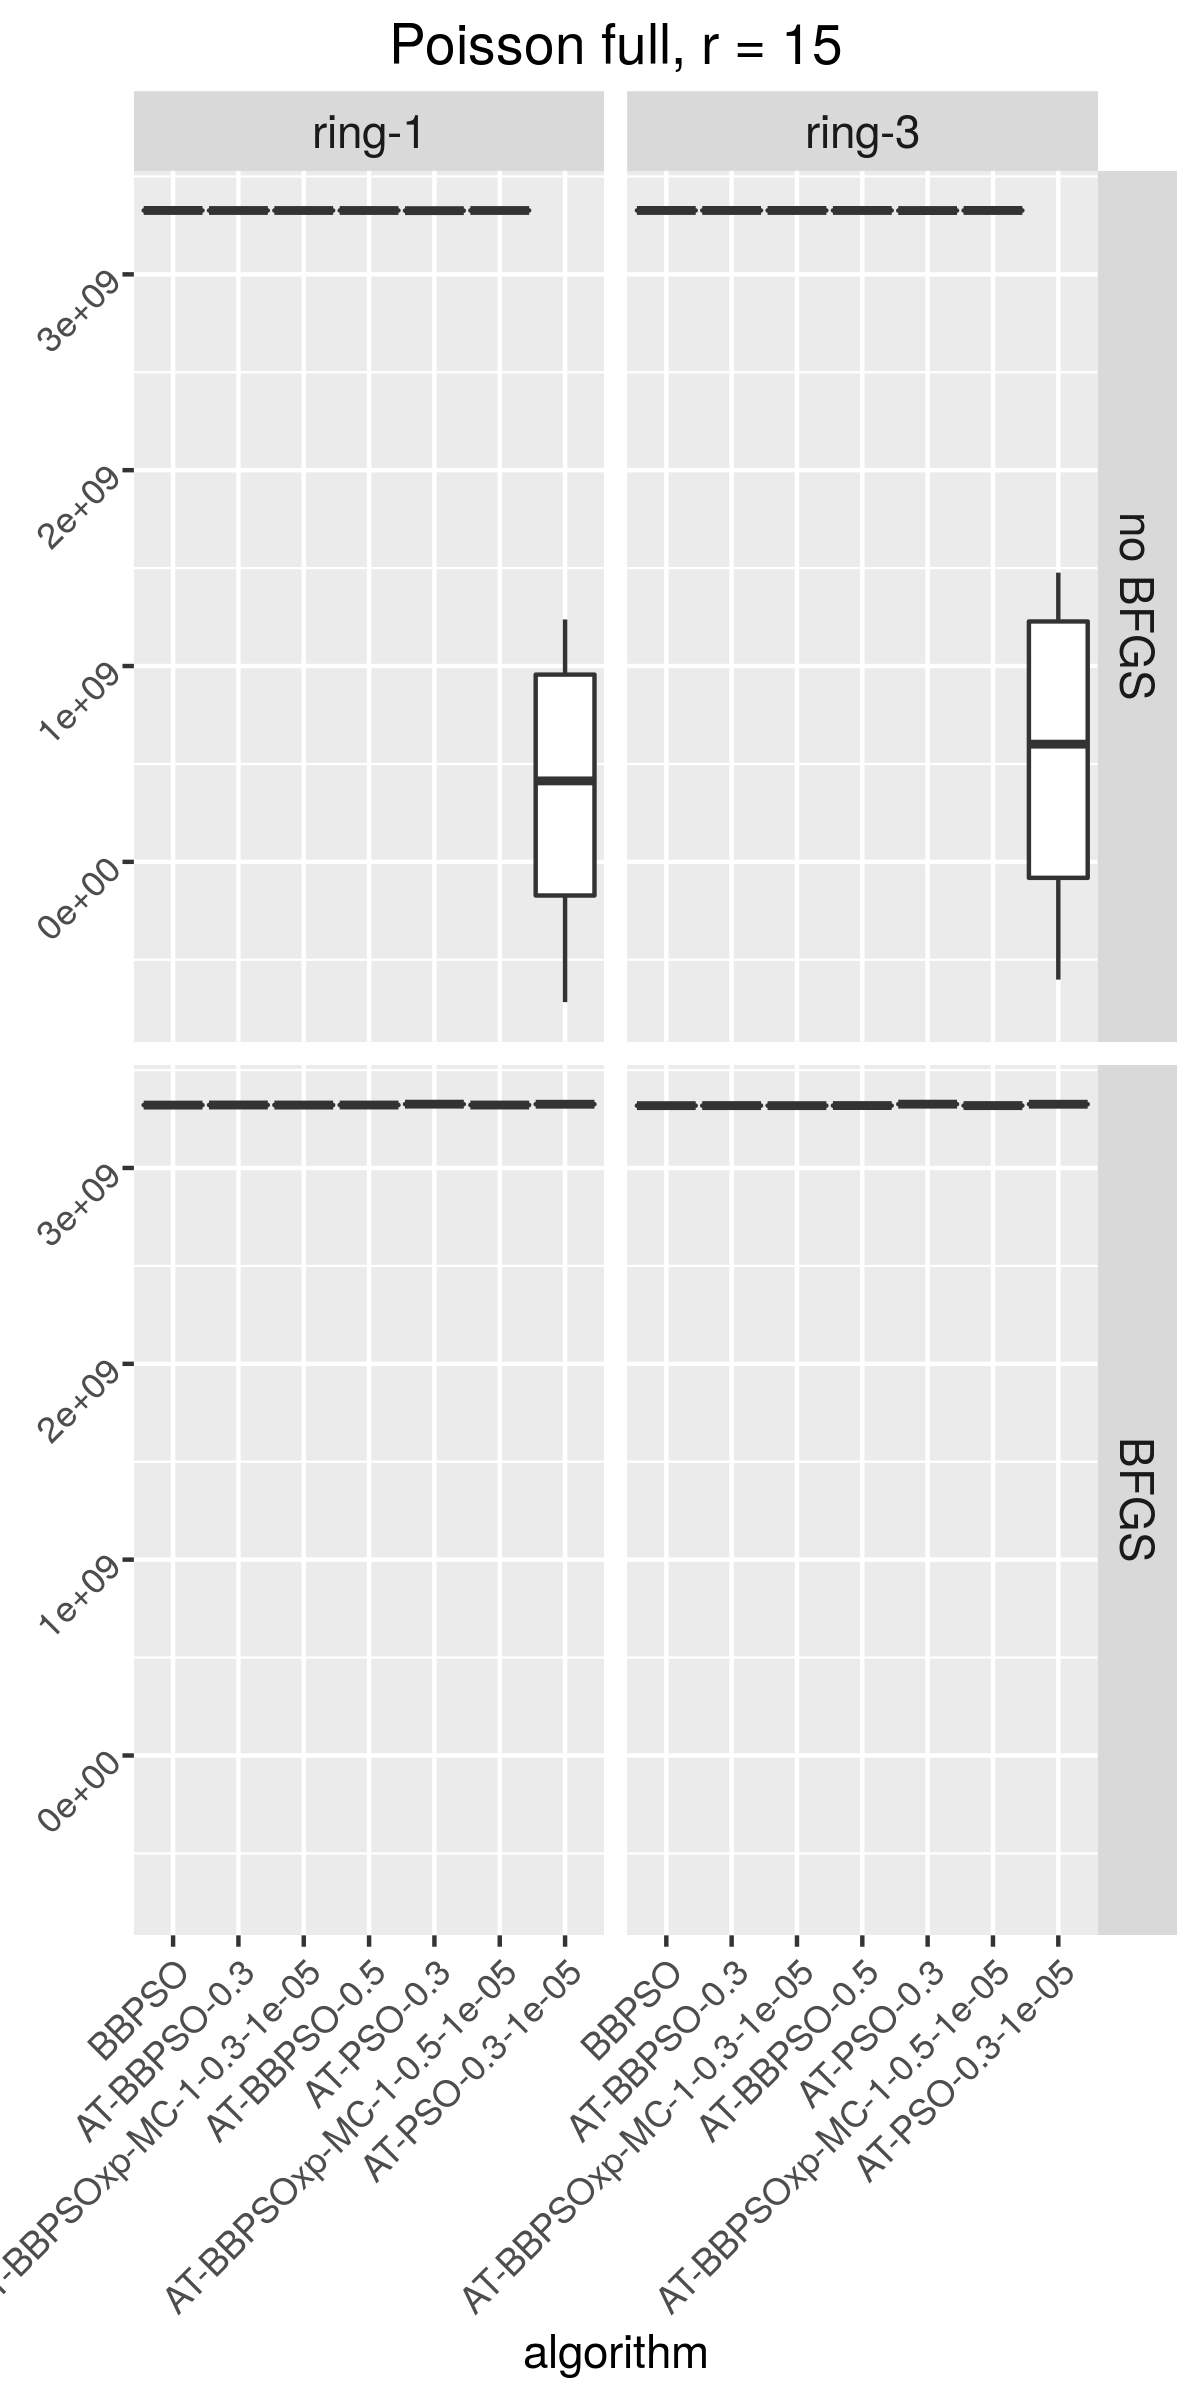 Poisson full, r = 15
ring-1
ring-3
3e+09
2e+09
1e+09
0e+00
no BFGS
3e+09
2e+09
1e+09
0e+00
BFGS
BBPSO
AT-BBPSO-0.3
-BBPSOxp-MC-1-0.3-1e-05
AT-BBPSO-0.5
AT-PSO-0.3
AT-BBPSOxp-MC-1-0.5-1e-05
AT-PSO-0.3-1e-05
BBPSO
AT-BBPSO-0.3
AT-BBPSOxp-MC-1-0.3-1e-05
AT-BBPSO-0.5
AT-PSO-0.3
AT-BBPSOxp-MC-1-0.5-1e-05
AT-PSO-0.3-1e-05
algorithm